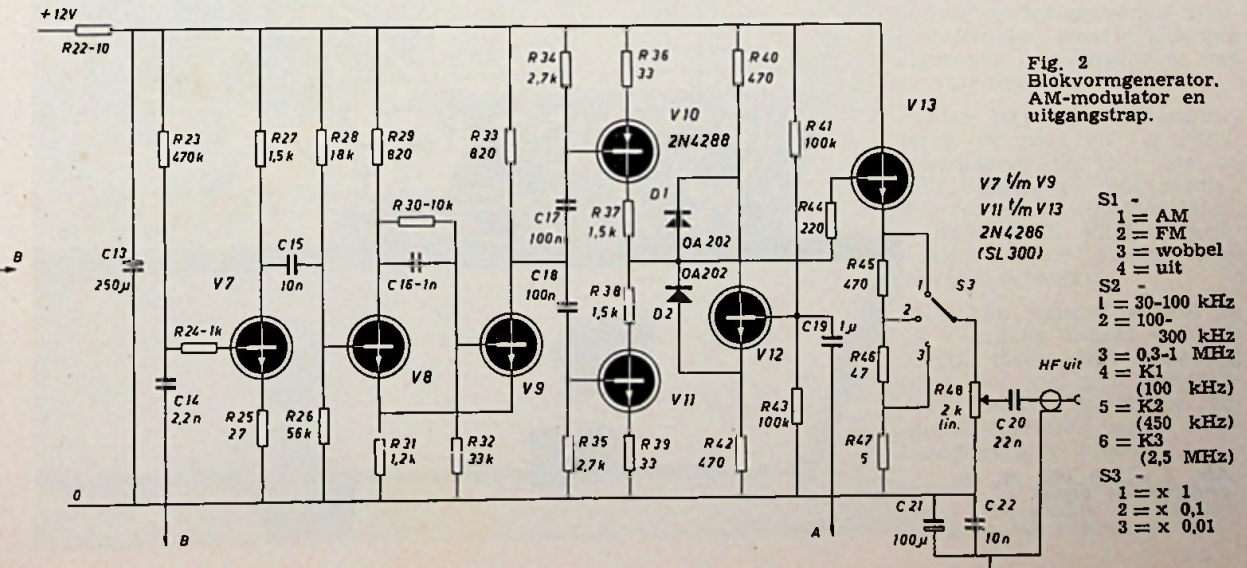 +12V
R22-10
R23
470k
R27
1,5k
R28
18k
R29
820
R33
820
R34
2,7k
R36
33
R40
470
R41
100k
V10
2N4288
V13
Fig. 2
Blokvormgenerator.
AM-modulator en
uitgangstrap.
R30-10k
C13
250µ
C15
10n
C16-1n
C17
100n
R37
1,5k
D1
OA202
R44
220
V7 t/m V9
V11 t/m V13
2N4286
(SL300)
B
V7
C18
100n
R38
1,5k
OA202
D2
R45
470
1
2
3
S3
R24-1k
C14
2,2n
V8
V9
V11
V12
C19
1µ
R46
47
R48
2k
lin.
HF uit
C20
22n
R25
27
R26
56k
R31
1,2k
R32
33k
R35
2,7k
R39
33
R42
470
R43
100k
R47
5
0
B
A
C21
100µ
C22
10n
S1 -
1 = AM
2 = FM
3 = wobbel
4 = uit
S2 -
1 = 30-100 kHz
2 = 100-
300 kHz
3 = 0,3-1 MHz
4 = K1
(100 kHz)
5 = K2
(450 kHz)
6 = K3
(2,5 MHz)
S3 -
1 = x 1
2 = x 0,1
3 = x 0,01